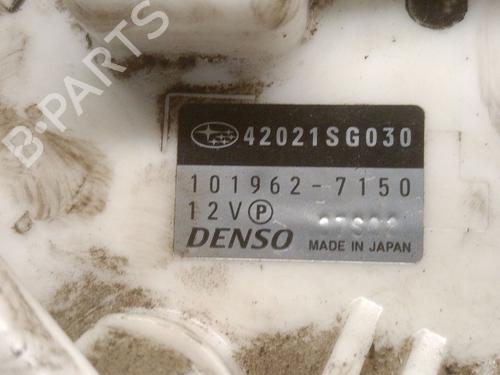 42021SG030
101962-7150
12V P
DENSO
MADE IN JAPAN
B-PARTS